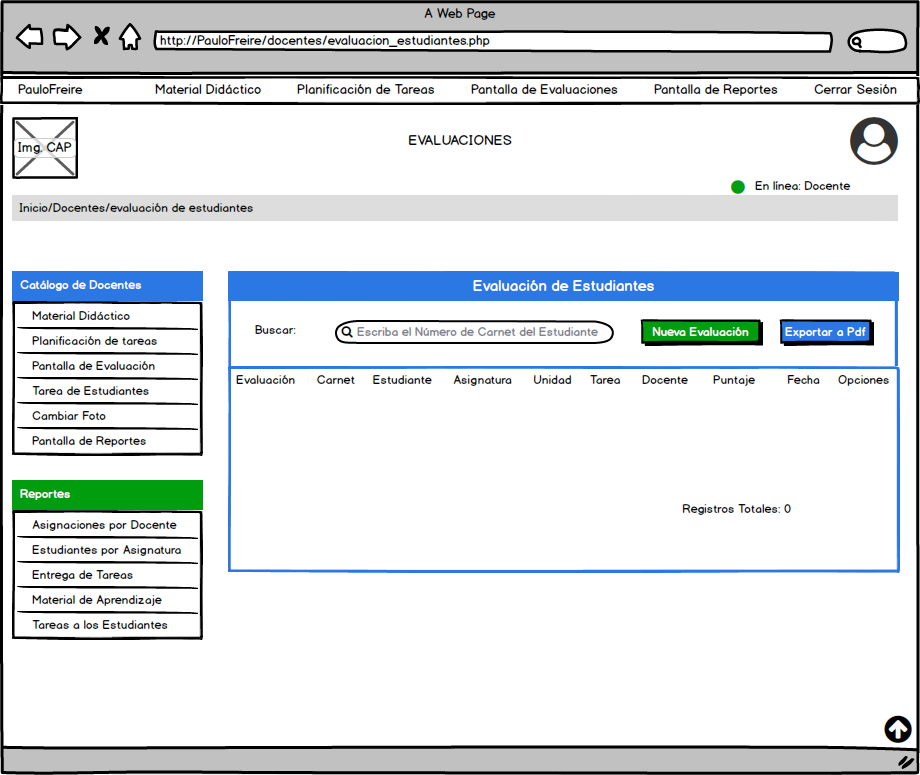 A Web Page
http://PauloFreire/docentes/evaluacion_estudiantes.php
PauloFreire Material Didáctico Planificación de Tareas Pantalla de Evaluaciones Pantalla de Reportes Cerrar Sesión
Img. CAP
EVALUACIONES
En línea: Docente
Inicio/Docentes/evaluación de estudiantes
Catálogo de Docentes
Material Didáctico
Planificación de tareas
Pantalla de Evaluación
Tarea de Estudiantes
Cambiar Foto
Pantalla de Reportes
Reportes
Asignaciones por Docente
Estudiantes por Asignatura
Entrega de Tareas
Material de Aprendizaje
Tareas a los Estudiantes
Evaluación de Estudiantes
Buscar: Escriba el Número de Carnet del Estudiante Nueva Evaluación Exportar a Pdf
Evaluación Carnet Estudiante Asignatura Unidad Tarea Docente Puntaje Fecha Opciones
Registros Totales: 0